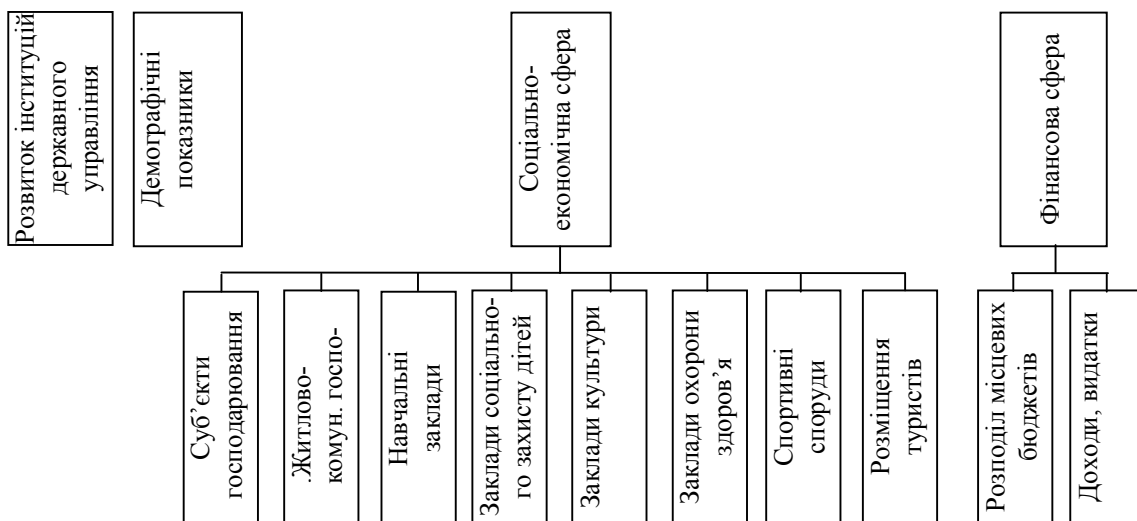 Розвиток інституцій
державного
управління
Демографічні
показники
Соціально-
економічна сфера
Фінансова сфера
Суб’єкти
господарювання
.Житлово-
комун. госпо-
Навчальні
заклади
Заклади соціально-
го захисту дітей
Заклади культури
Заклади охорони
здоров’я
Спортивні
споруди
Розміщення
туристів
Розподіл місцевих
бюджетів
Доходи, видатки